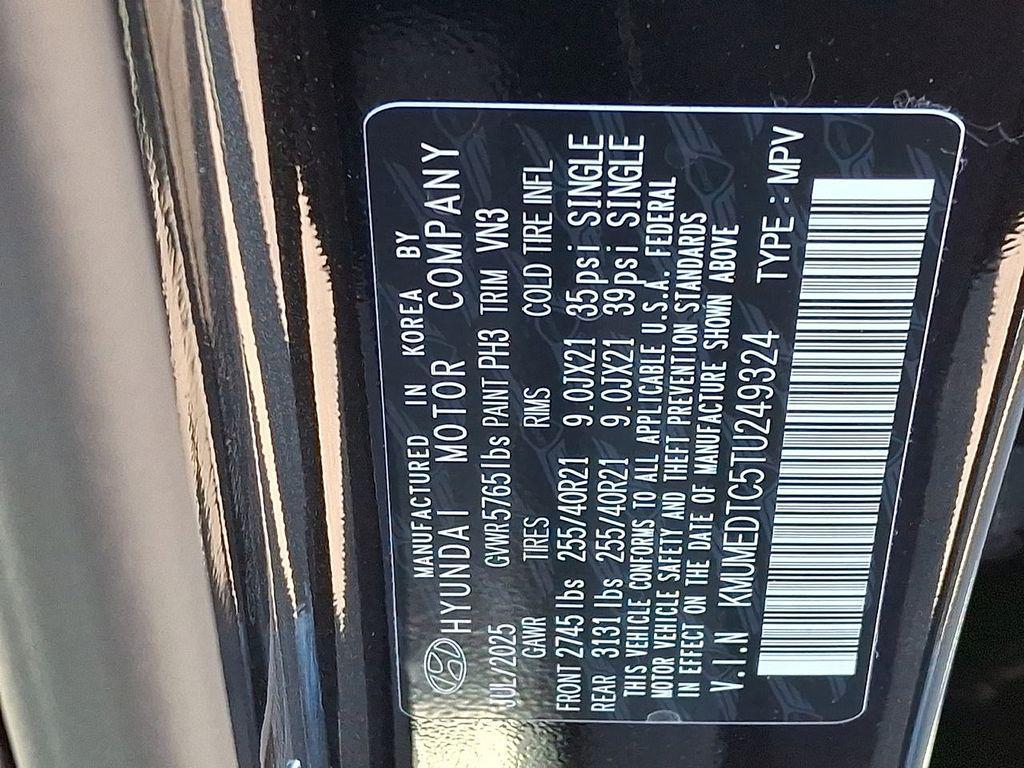 MANUFACTURED IN KOREA BY
HYUNDAI MOTOR COMPANY
JUL/2025 GVWR5765lbs PAINT PH3 TRIM VN3
GAWR TIRES RIMS COLD TIRE INFL
FRONT 2745lbs 255/40R21 9.0JX21 35psi SINGLE
REAR 3131lbs 255/40R21 9.0JX21 39psi SINGLE
THIS VEHICLE CONFORMS TO ALL APPLICABLE U.S.A. FEDERAL
MOTOR VEHICLE SAFETY AND THEFT PREVENTION STANDARDS
IN EFFECT ON THE DATE OF MANUFACTURE SHOWN ABOVE
V.I.N KMUMEDTC5TU249324 TYPE : MPV